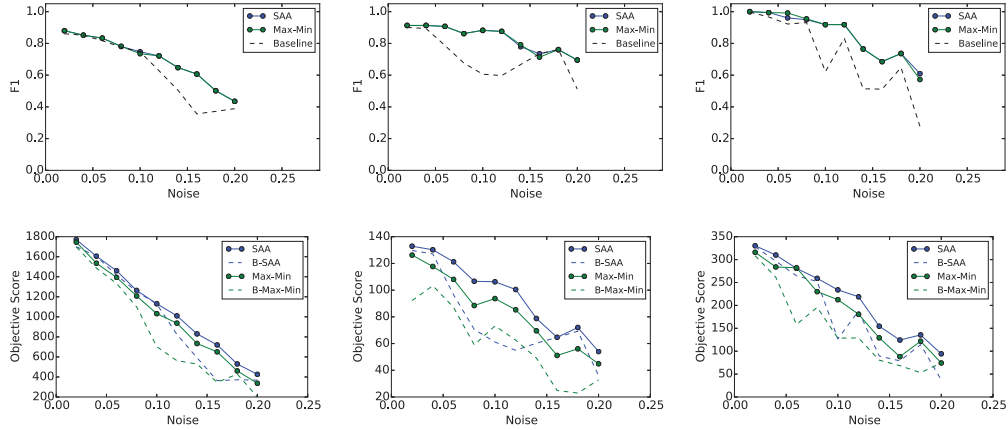 1.0
0.8
0.6
0.4
0.2
0.0
F1
SAA
Max-Min
Baseline
0.00 0.05 0.10 0.15 0.20 0.25
Noise
1.0
0.8
0.6
0.4
0.2
0.0
F1
SAA
Max-Min
Baseline
0.00 0.05 0.10 0.15 0.20 0.25
Noise
1.0
0.8
0.6
0.4
0.2
0.0
F1
SAA
Max-Min
Baseline
0.00 0.05 0.10 0.15 0.20 0.25
Noise
1800
1600
1400
1200
1000
800
600
400
200
Objective Score
SAA
B-SAA
Max-Min
B-Max-Min
0.00 0.05 0.10 0.15 0.20 0.25
Noise
140
120
100
80
60
40
20
Objective Score
SAA
B-SAA
Max-Min
B-Max-Min
0.00 0.05 0.10 0.15 0.20 0.25
Noise
350
300
250
200
150
100
50
0
Objective Score
SAA
B-SAA
Max-Min
B-Max-Min
0.00 0.05 0.10 0.15 0.20 0.25
Noise